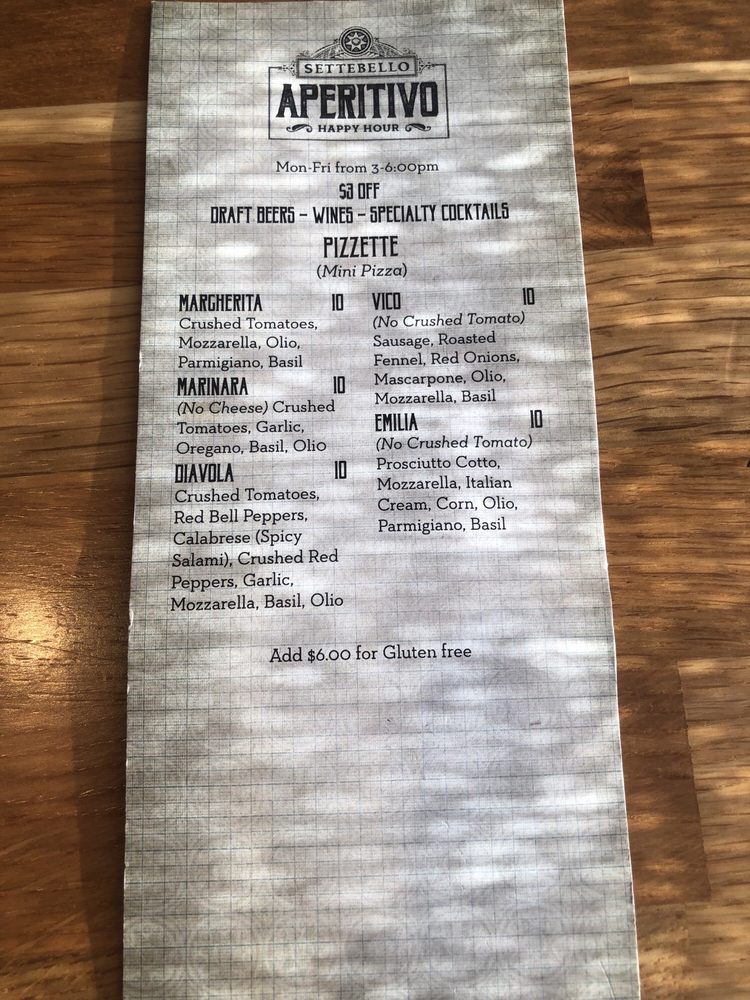 SETTEBELLO
APERITIVO
HAPPY HOUR
Mon-Fri from 3-6:00pm
$3 OFF
DRAFT BEERS - WINES - SPECIALTY COCKTAILS
PIZZETTE
(Mini Pizza)
MARGHERITA 10
Crushed Tomatoes,
Mozzarella, Olio,
Parmigiano, Basil
MARINARA 10
(No Cheese) Crushed
Tomatoes, Garlic,
Oregano, Basil, Olio
DIAVOLA 10
Crushed Tomatoes,
Red Bell Peppers,
Calabrese (Spicy
Salami), Crushed Red
Peppers, Garlic,
Mozzarella, Basil, Olio
VICO 10
(No Crushed Tomato)
Sausage, Roasted
Fennel, Red Onions,
Mascarpone, Olio,
Mozzarella, Basil
EMILIA 10
(No Crushed Tomato)
Prosciutto Cotto,
Mozzarella, Italian
Cream, Corn, Olio,
Parmigiano, Basil
Add $6.00 for Gluten free